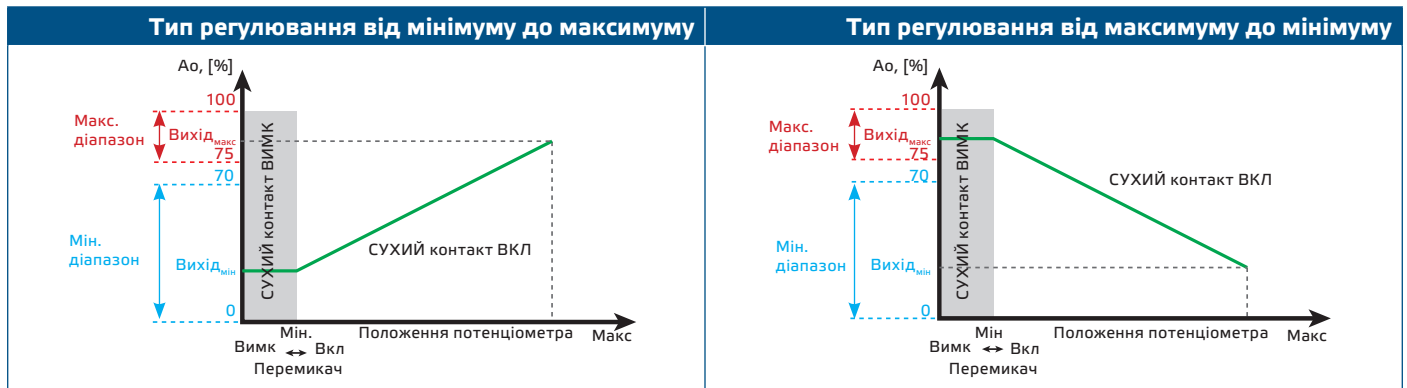 Тип регулювання від мінімуму до максимуму
Ao, [%]
100
Макс.
діапазон
Вихідмакс
75
70
СУХИЙ контакт ВИМК
СУХИЙ контакт ВКЛ
Мін.
діапазон
Вихідмін
0
Мін.
Положення потенціометра
Макс
Вимк ↔ Вкл
Перемикач
Тип регулювання від максимуму до мінімуму
Ao, [%]
100
Макс.
діапазон
Вихідмакс
75
70
СУХИЙ контакт ВИМК
СУХИЙ контакт ВКЛ
Мін.
діапазон
Вихідмін
0
Мін
Положення потенціометра
Макс
Вимк ↔ Вкл
Перемикач